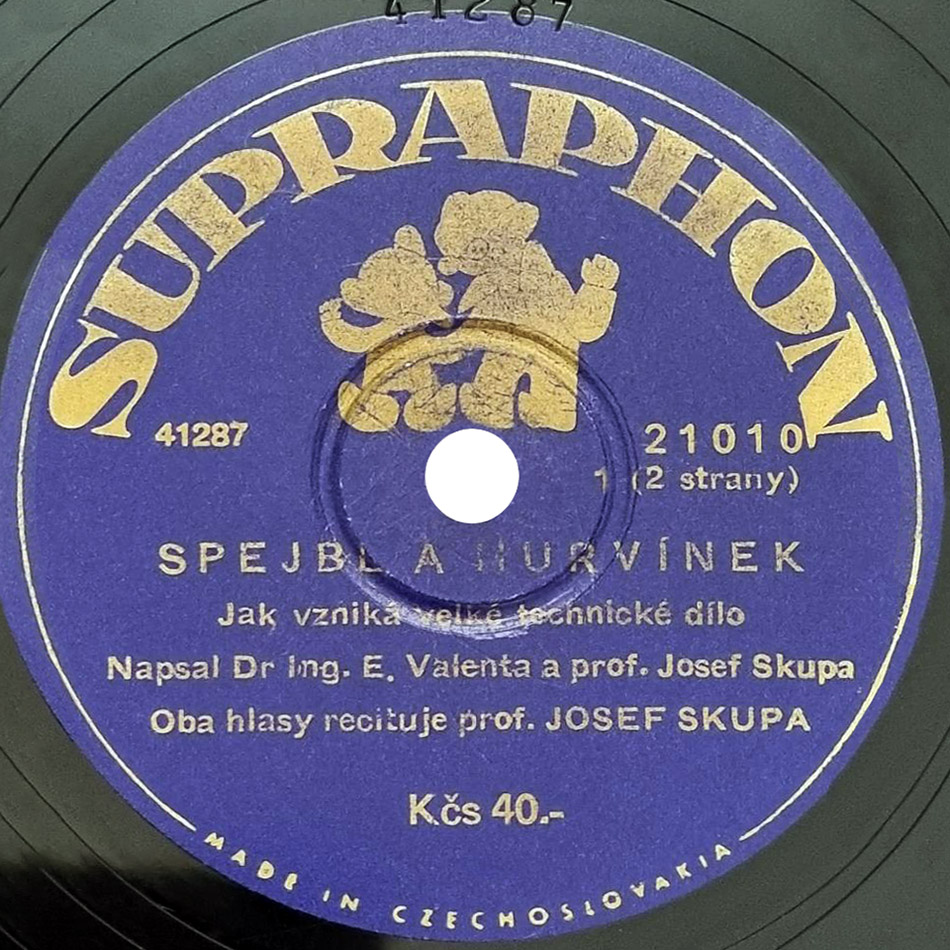 41287
SUPRAPHON
41287
21010
1 (2 strany)
SPEJBL A HURVÍNEK
Jak vzniká velké technické dílo
Napsal Dr Ing. E. Valenta a prof. Josef Skupa
Oba hlasy recituje prof. JOSEF SKUPA
Kčs 40.-
MADE IN CZECHOSLOVAKIA